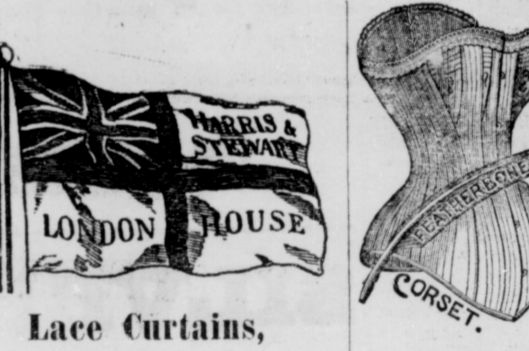 HARRIS &
STEWART
LONDON HOUSE
Lace Curtains,
FEATHERBONE
CORSET.